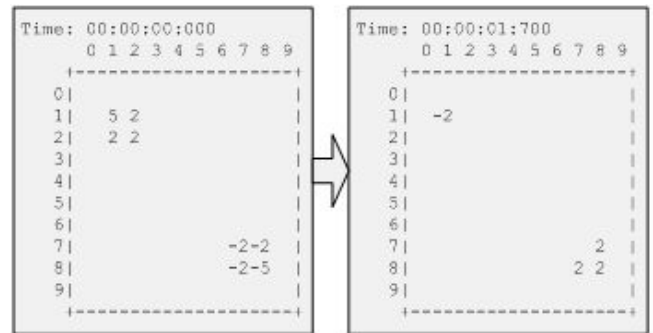 Time: 00:00:00:000
      0 1 2 3 4 5 6 7 8 9
    +---------------------+
   0|                     |
   1|   5 2               |
   2|   2 2               |
   3|                     |
   4|                     |
   5|                     |
   6|                     |
   7|              -2-2   |
   8|              -2-5   |
   9|                     |
    +---------------------+
Time: 00:00:01:700
      0 1 2 3 4 5 6 7 8 9
    +---------------------+
   0|                     |
   1|  -2                 |
   2|                     |
   3|                     |
   4|                     |
   5|                     |
   6|                     |
   7|                 2   |
   8|               2 2   |
   9|                     |
    +---------------------+